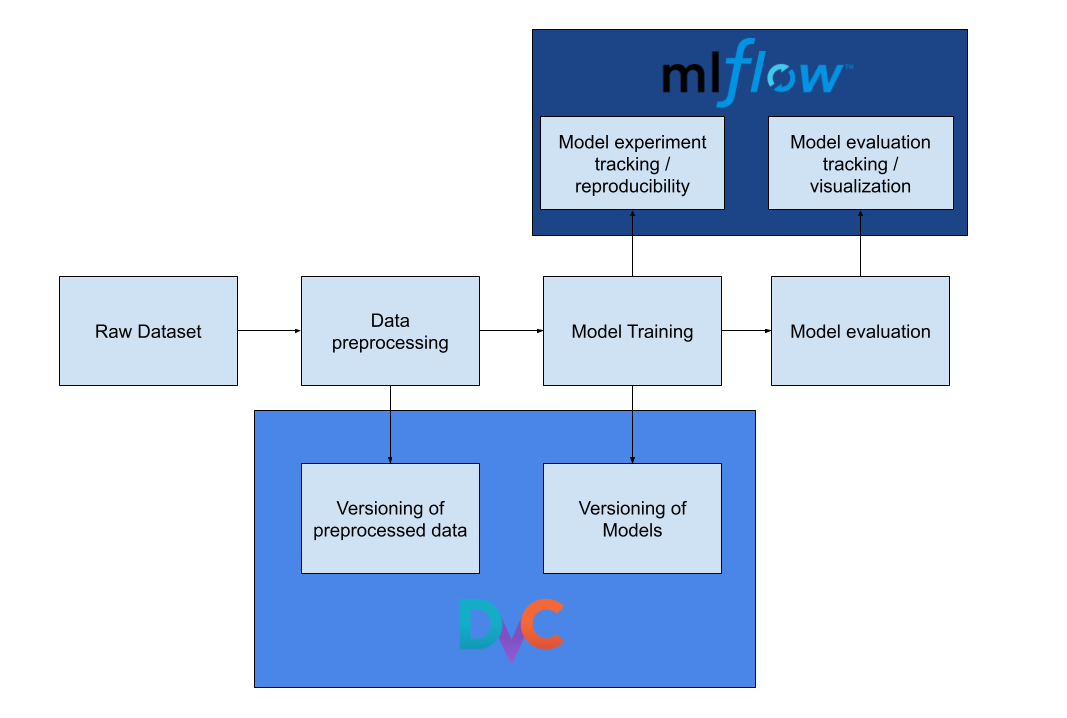 mlflow™
Model experiment
tracking /
reproducibility
Model evaluation
tracking /
visualization
Raw Dataset
Data
preprocessing
Model Training
Model evaluation
Versioning of
preprocessed data
Versioning of
Models
DVC